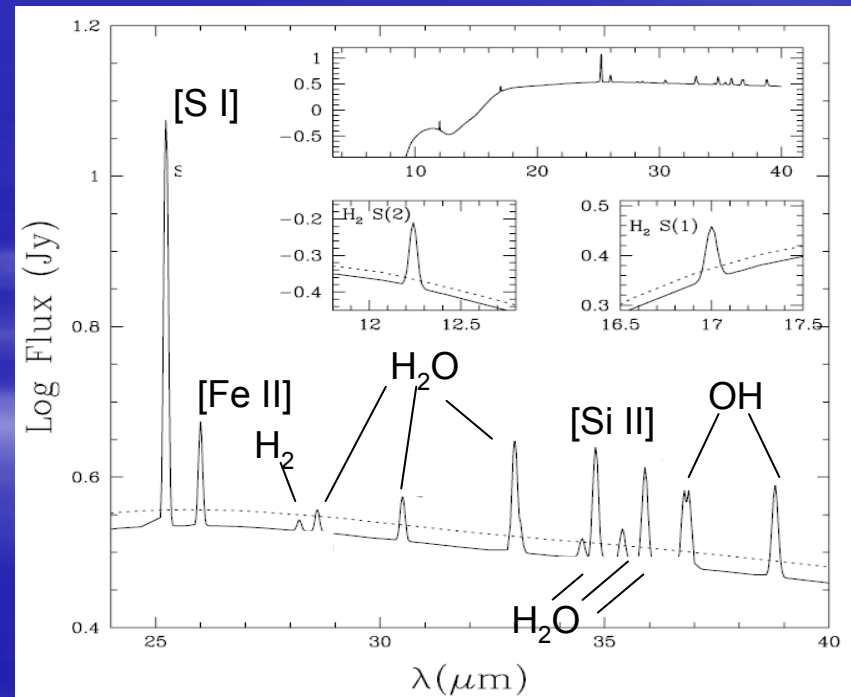 1.2
1
0.8
0.6
0.4
Log Flux (Jy)
25
30
35
40
λ(μm)
1
0.5
0
−0.5
10
20
30
40
[S I]
S
H₂ S(2)
−0.2
−0.3
−0.4
12
12.5
H₂ S(1)
0.5
0.4
0.3
16.5
17
17.5
[Fe II]
H₂
H₂O
[Si II]
OH
H₂O